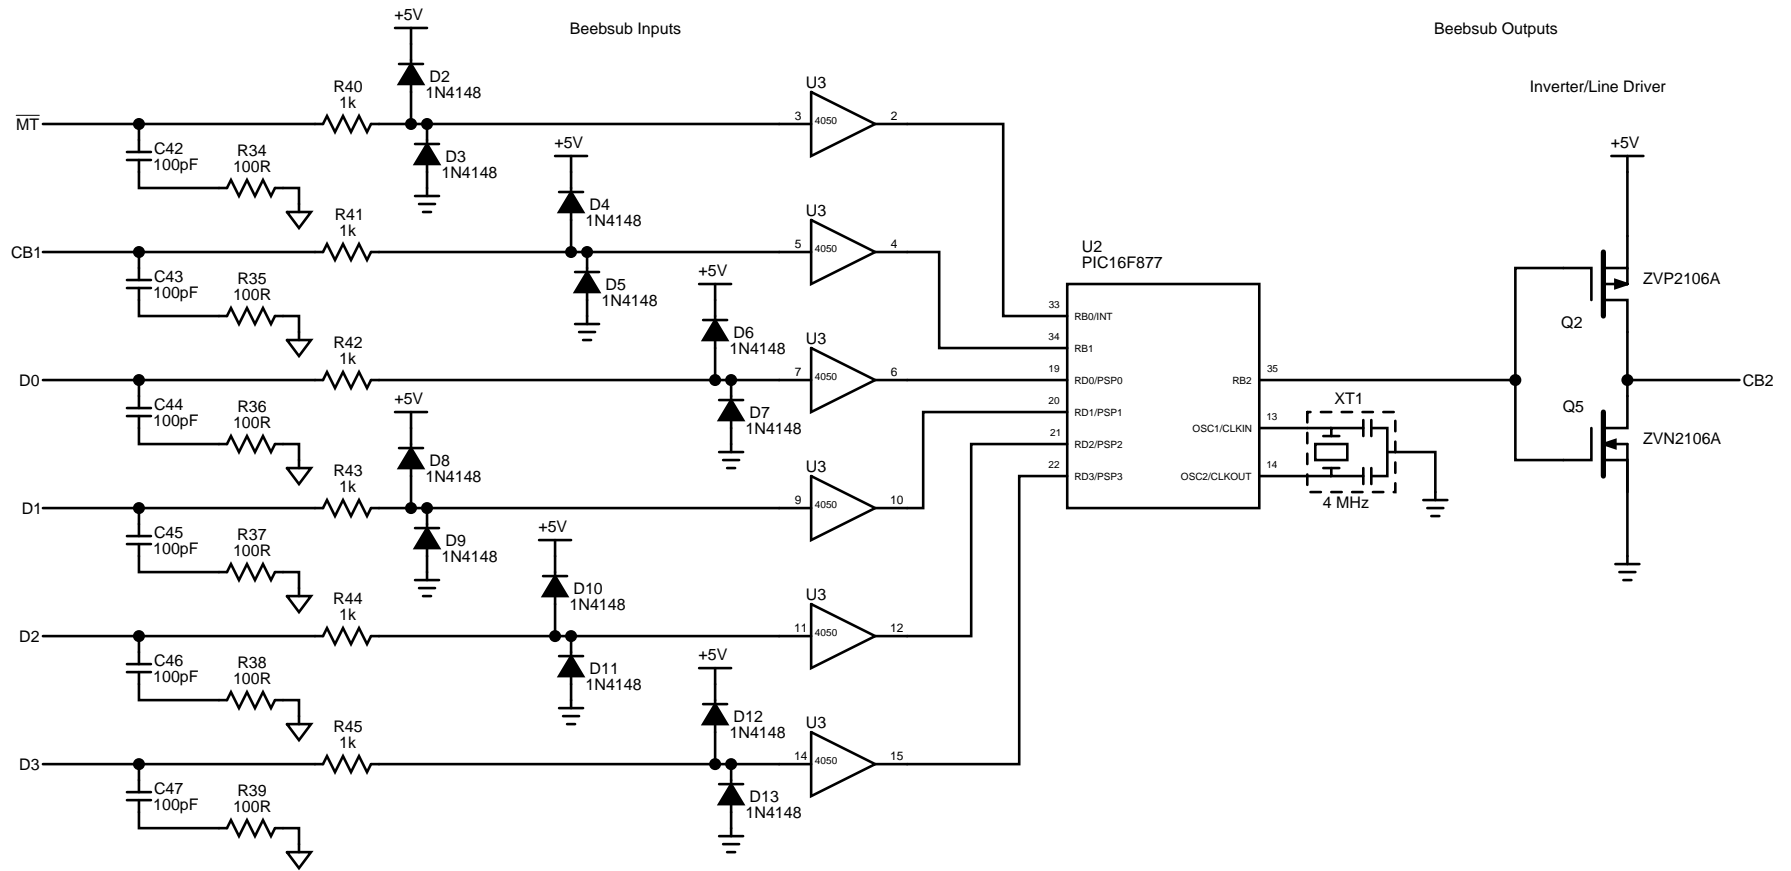 Beebsub Inputs
Beebsub Outputs
Inverter/Line Driver
MT
C42
100pF
R34
100R
R40
1k
+5V
D2
1N4148
D3
1N4148
U3
3
4050
2
CB1
C43
100pF
R35
100R
R41
1k
+5V
D4
1N4148
D5
1N4148
U3
5
4050
4
D0
C44
100pF
R36
100R
R42
1k
+5V
D6
1N4148
D7
1N4148
U3
7
4050
6
D1
C45
100pF
R37
100R
R43
1k
+5V
D8
1N4148
D9
1N4148
U3
9
4050
10
D2
C46
100pF
R38
100R
R44
1k
+5V
D10
1N4148
D11
1N4148
U3
11
4050
12
D3
C47
100pF
R39
100R
R45
1k
+5V
D12
1N4148
D13
1N4148
U3
14
4050
15
U2
PIC16F877
33
RB0/INT
34
RB1
19
RD0/PSP0
20
RD1/PSP1
21
RD2/PSP2
22
RD3/PSP3
RB2
35
OSC1/CLKIN
13
OSC2/CLKOUT
14
XT1
4 MHz
+5V
ZVP2106A
Q2
CB2
Q5
ZVN2106A